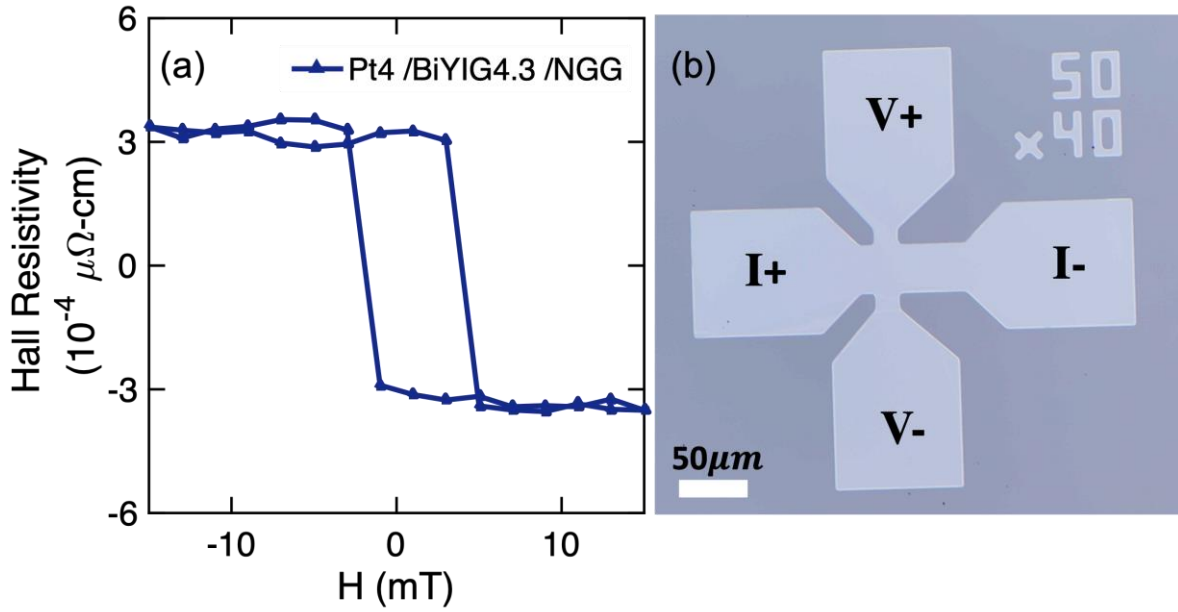 (a)
Pt4 /BiYIG4.3 /NGG
6
3
0
-3
-6
Hall Resistivity
(10⁻⁴ μΩ-cm)
-10
0
10
H (mT)
(b)
50
×40
V+
I+
I-
V-
50μm